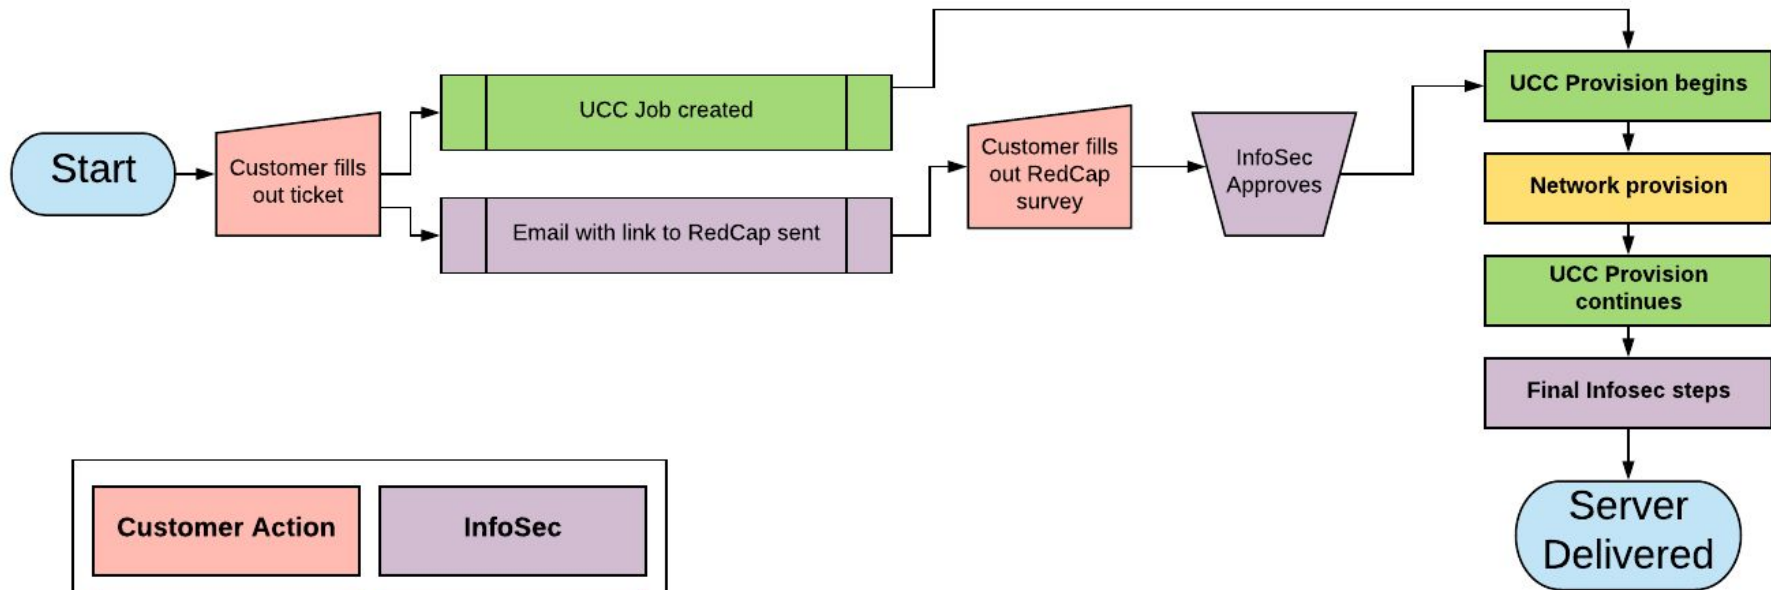 Start
Customer fills
out ticket
UCC Job created
Email with link to RedCap sent
Customer fills
out RedCap
survey
InfoSec
Approves
UCC Provision begins
Network provision
UCC Provision
continues
Final Infosec steps
Server
Delivered
Customer Action
InfoSec